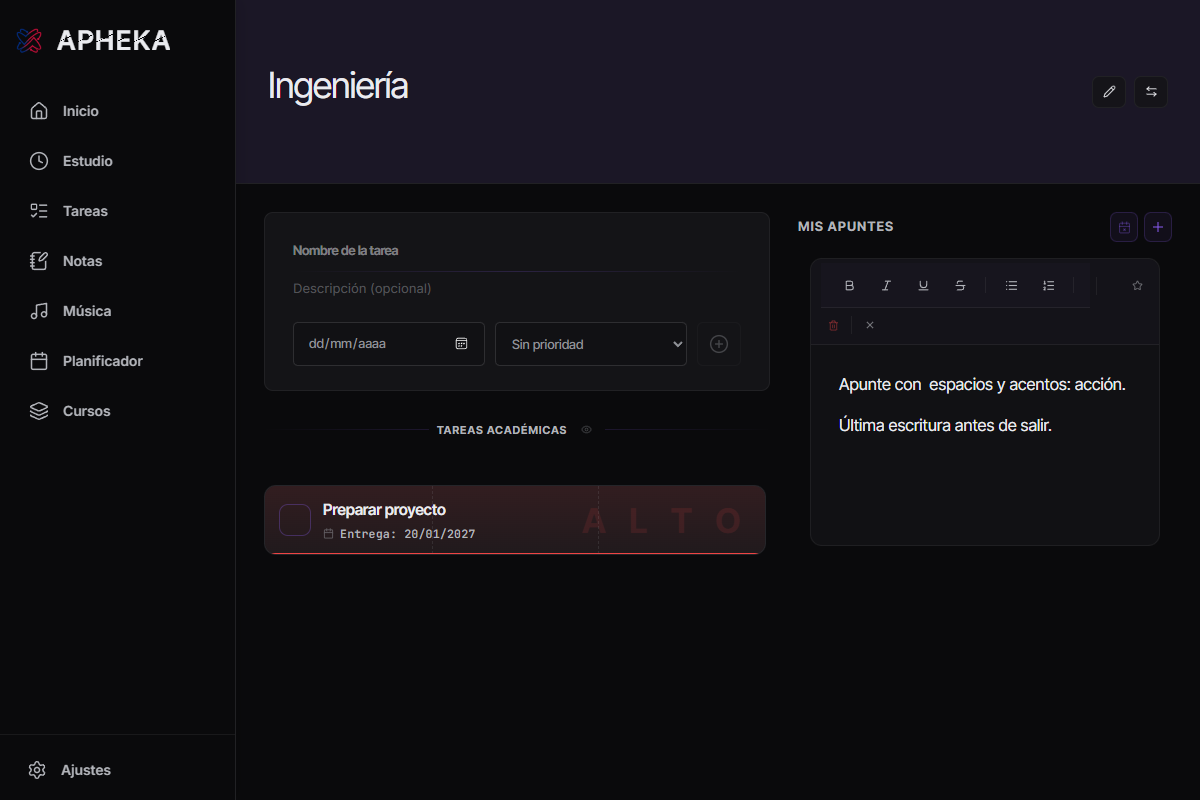 APHEKA
Inicio
Estudio
Tareas
Notas
Música
Planificador
Cursos
Ajustes
Ingeniería
Nombre de la tarea
Descripción (opcional)
dd/mm/aaaa
Sin prioridad
TAREAS ACADÉMICAS
Preparar proyecto
Entrega: 20/01/2027
ALTO
MIS APUNTES
B I U S
Apunte con  espacios y acentos: acción.
Última escritura antes de salir.